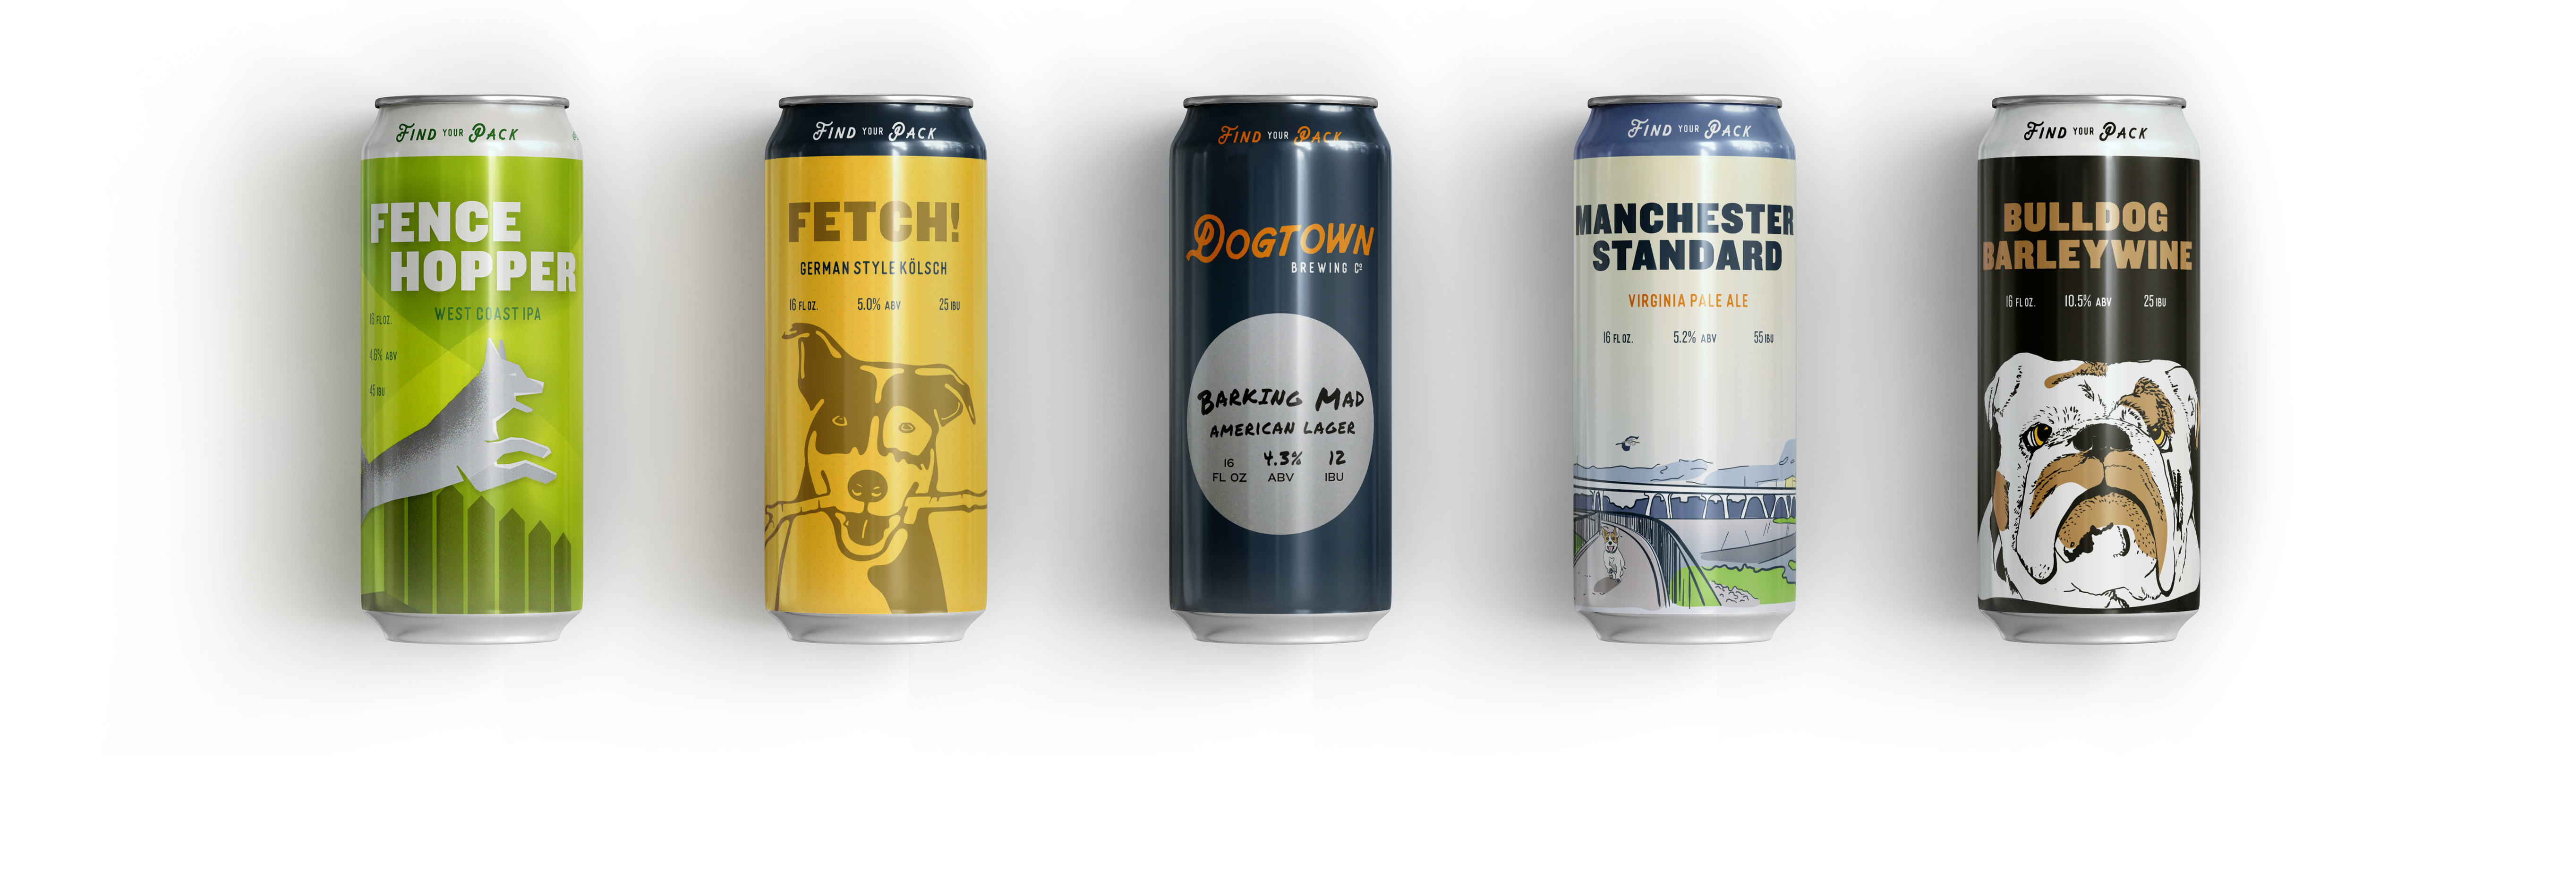 FIND YOUR PACK
FENCE
HOPPER
WEST COAST IPA
16 FL OZ.
4.6% ABV
45 IBU
FIND YOUR PACK
FETCH!
GERMAN STYLE KÖLSCH
16 FL OZ. 5.0% ABV 25 IBU
FIND YOUR PACK
DOGTOWN
BREWING Co
BARKING MAD
AMERICAN LAGER
16 4.3% 12
FL OZ ABV IBU
FIND YOUR PACK
MANCHESTER
STANDARD
VIRGINIA PALE ALE
16 FL OZ. 5.2% ABV 55 IBU
FIND YOUR PACK
BULLDOG
BARLEYWINE
16 FL OZ. 10.5% ABV 25 IBU